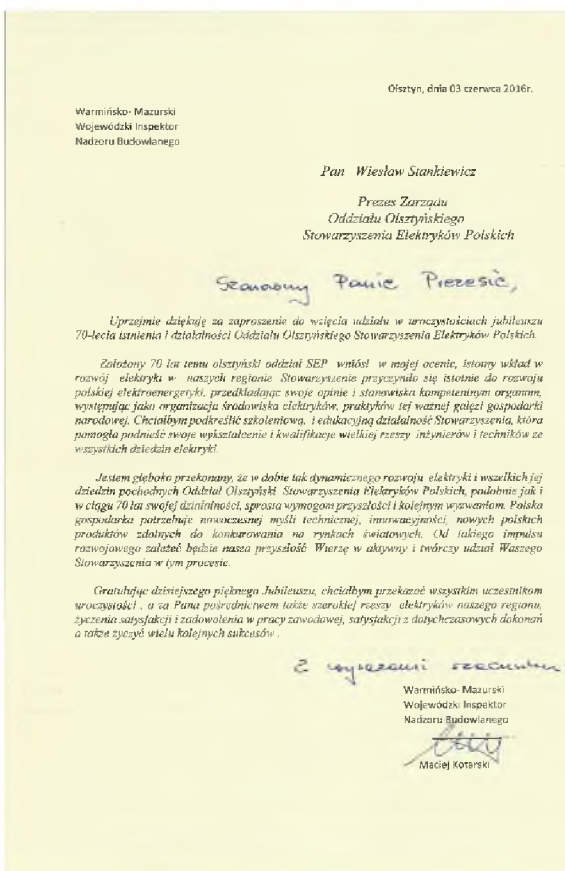 Olsztyn, dnia 03 czerwca 2016r.
Warmińsko- Mazurski
Wojewódzki Inspektor
Nadzoru Budowlanego
Pan Wiesław Stankiewicz
Prezes Zarządu
Oddziału Olsztyńskiego
Stowarzyszenia Elektryków Polskich
Szanowny Panie Prezesie,
Uprzejmie dziękuję za zaproszenie do wzięcia udziału w uroczystościach jubileuszu
70-lecia istnienia i działalności Oddziału Olsztyńskiego Stowarzyszenia Elektryków Polskich.
Założony 70 lat temu olsztyński oddział SEP wniósł w mojej ocenie, istotny wkład w
rozwój elektryki w naszych regionie. Stowarzyszenie przyczyniło się istotnie do rozwoju
polskiej elektroenergetyki, przedkładając swoje opinie i stanowiska kompetentnym organom,
występując jako organizacja środowiska elektryków, praktyków tej ważnej gałęzi gospodarki
narodowej. Chciałbym podkreślić szkoleniową, i edukacyjną działalność Stowarzyszenia, która
pomogła podnieść swoje wykształcenie i kwalifikacje wielkiej rzeszy inżynierów i techników ze
wszystkich dziedzin elektryki.
Jestem głęboko przekonany, że w dobie tak dynamicznego rozwoju elektryki i wszelkich jej
dziedzin pochodnych Oddział Olsztyński Stowarzyszenia Elektryków Polskich, podobnie jak i
w ciągu 70 lat swojej działalności, sprosta wymogom przyszłości i kolejnym wyzwaniom. Polska
gospodarka potrzebuje nowoczesnej myśli technicznej, innowacyjności, nowych polskich
produktów zdolnych do konkurowania na rynkach światowych. Od takiego impulsu
rozwojowego zależeć będzie nasza przyszłość. Wierzę w aktywny i twórczy udział Waszego
Stowarzyszenia w tym procesie.
Gratulując dzisiejszego pięknego Jubileuszu, chciałbym przekazać wszystkim uczestnikom
uroczystości , a za Pana pośrednictwem także szerokiej rzeszy elektryków naszego regionu,
życzenia satysfakcji i zadowolenia w pracy zawodowej, satysfakcji z dotychczasowych dokonań
a także życzyć wielu kolejnych sukcesów .
Z wyrazami szacunku
Warmińsko- Mazurski
Wojewódzki Inspektor
Nadzoru Budowlanego
Maciej Kotarski